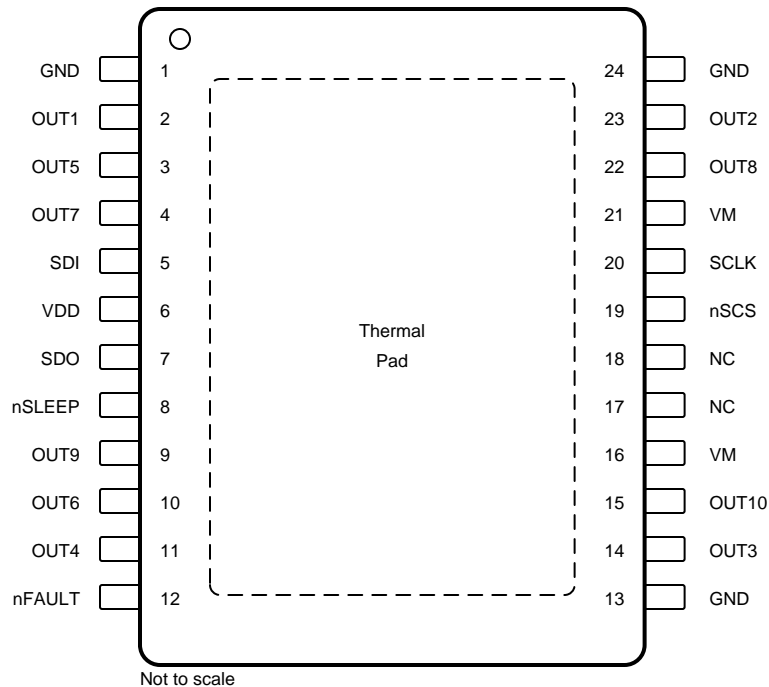 GND 1 24 GND
OUT1 2 23 OUT2
OUT5 3 22 OUT8
OUT7 4 21 VM
SDI 5 20 SCLK
VDD 6 19 nSCS
Thermal
Pad
SDO 7 18 NC
nSLEEP 8 17 NC
OUT9 9 16 VM
OUT6 10 15 OUT10
OUT4 11 14 OUT3
nFAULT 12 13 GND
Not to scale